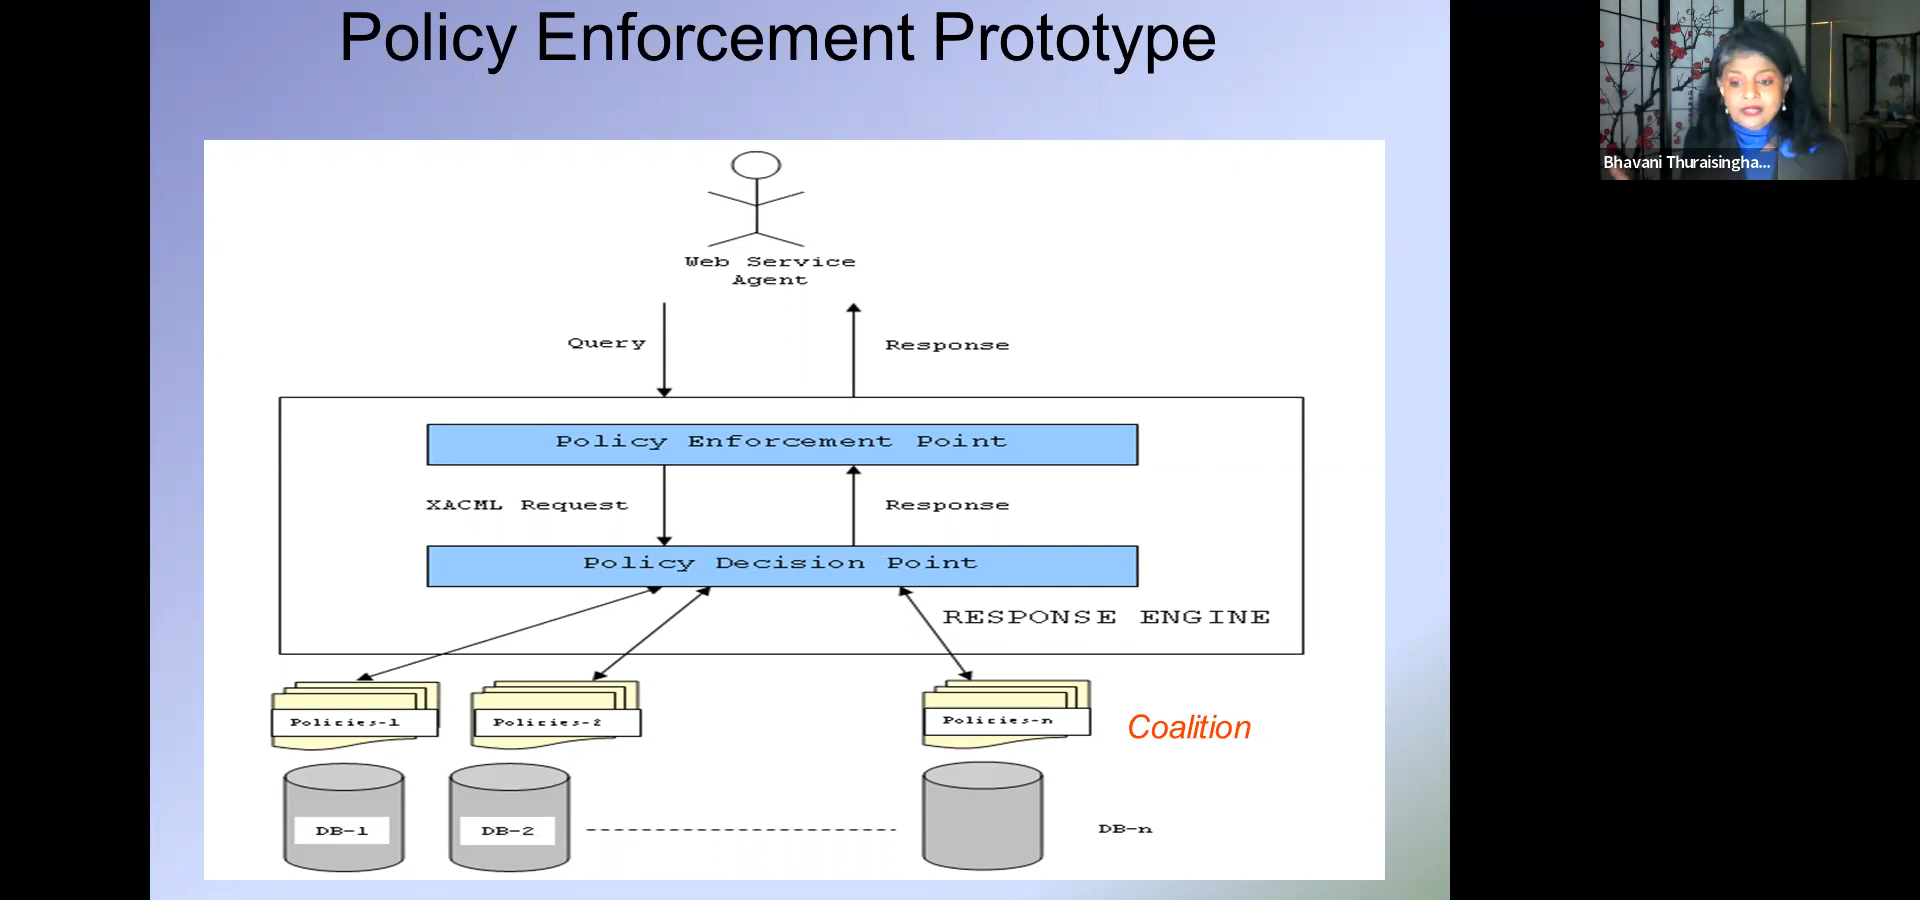 Policy Enforcement Prototype
Bhavani Thuraisingha...
Web Service
Agent
Query
Response
Policy Enforcement Point
XACML Request
Response
Policy Decision Point
RESPONSE ENGINE
Policies-1
Policies-2
Policies-n
Coalition
DB-1
DB-2
DB-n